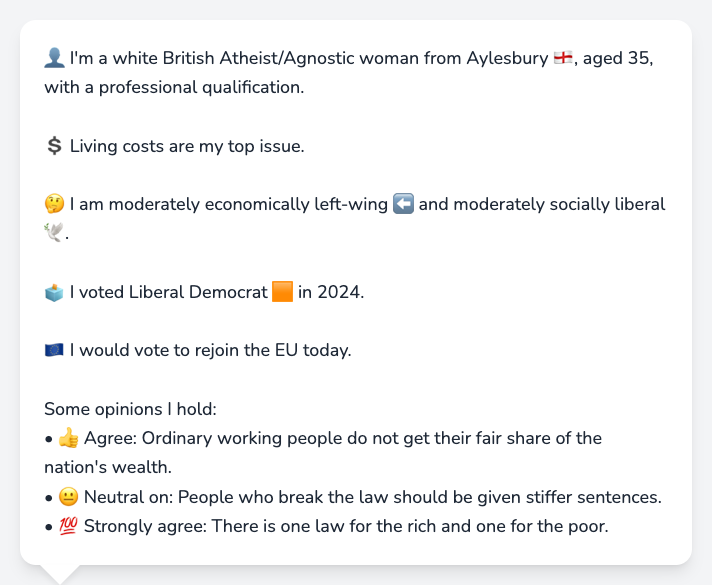 👤 I'm a white British Atheist/Agnostic woman from Aylesbury 🏴󠁧󠁢󠁥󠁮󠁧󠁿, aged 35,
with a professional qualification.
💲 Living costs are my top issue.
🤔 I am moderately economically left-wing ⬅️ and moderately socially liberal
🕊️.
🗳️ I voted Liberal Democrat 🟧 in 2024.
🇪🇺 I would vote to rejoin the EU today.
Some opinions I hold:
• 👍 Agree: Ordinary working people do not get their fair share of the
nation's wealth.
• 😐 Neutral on: People who break the law should be given stiffer sentences.
• 💯 Strongly agree: There is one law for the rich and one for the poor.